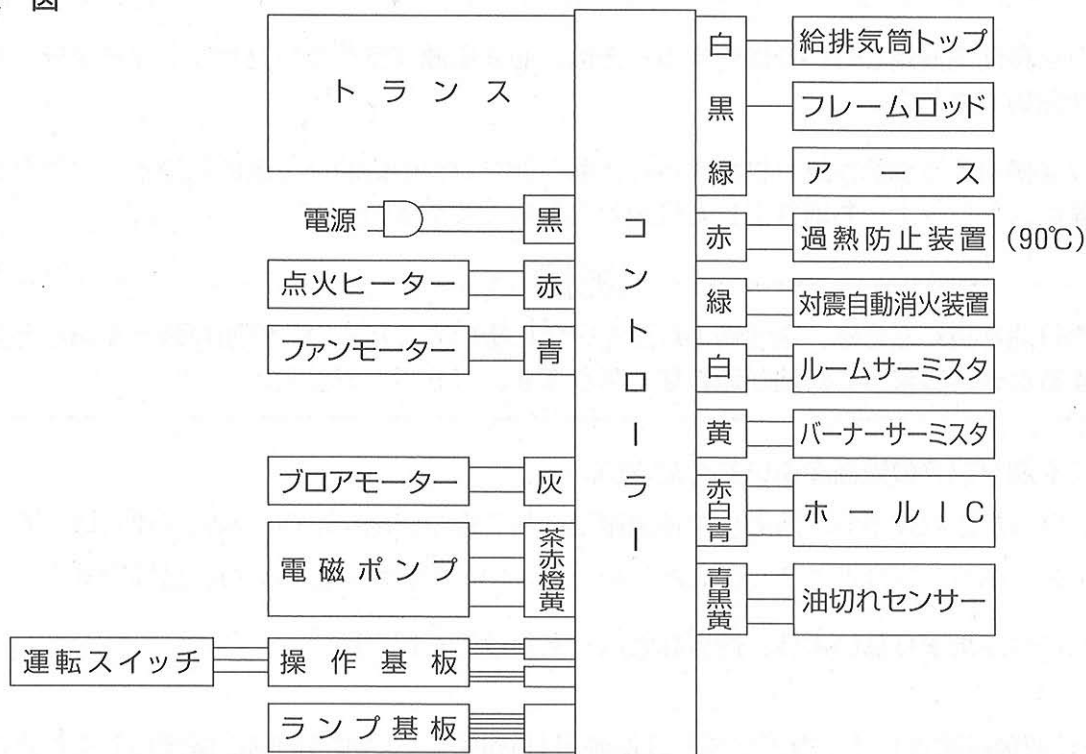 図
トランス
電源
黒
点火ヒーター
赤
ファンモーター
青
ブロアモーター
灰
電磁ポンプ
茶
赤
橙
黄
運転スイッチ
操作基板
ランプ基板
コントローラー
白
給排気筒トップ
黒
フレームロッド
緑
アース
赤
過熱防止装置 (90℃)
緑
対震自動消火装置
白
ルームサーミスタ
黄
バーナーサーミスタ
赤
白
青
ホールIC
青
黒
黄
油切れセンサー